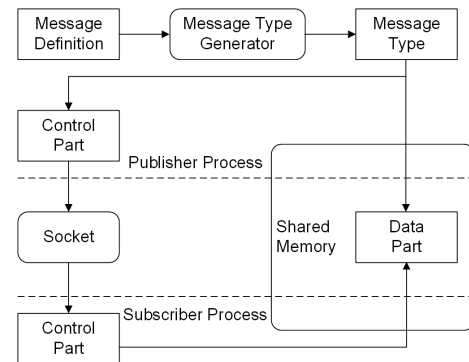 Message Definition
Message Type Generator
Message Type
Control Part
Publisher Process
Socket
Shared Memory
Data Part
Subscriber Process
Control Part